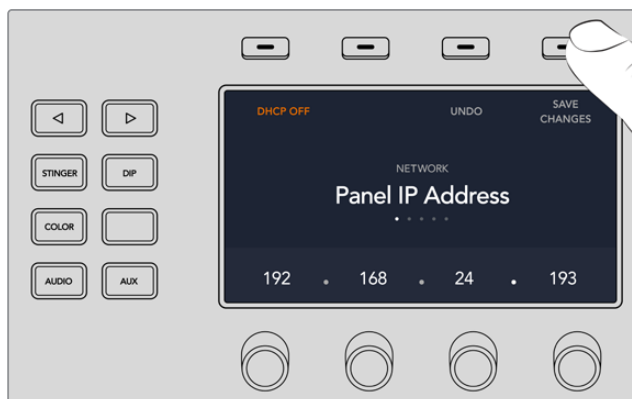 ◁ ▷
STINGER DIP
COLOR
AUDIO AUX
DHCP OFF UNDO SAVE CHANGES
NETWORK
Panel IP Address
192 . 168 . 24 . 193